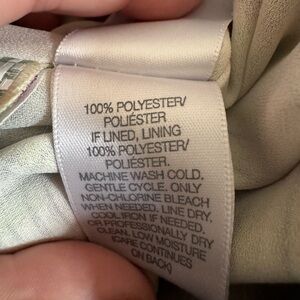 100% POLYESTER/
POLIÉSTER
IF LINED, LINING
100% POLYESTER/
POLIÉSTER.
MACHINE WASH COLD.
GENTLE CYCLE. ONLY
NON-CHLORINE BLEACH
WHEN NEEDED. LINE DRY.
COOL IRON IF NEEDED.
OR PROFESSIONALLY DRY
CLEAN. LOW MOISTURE
(CARE CONTINUES
ON BACK)